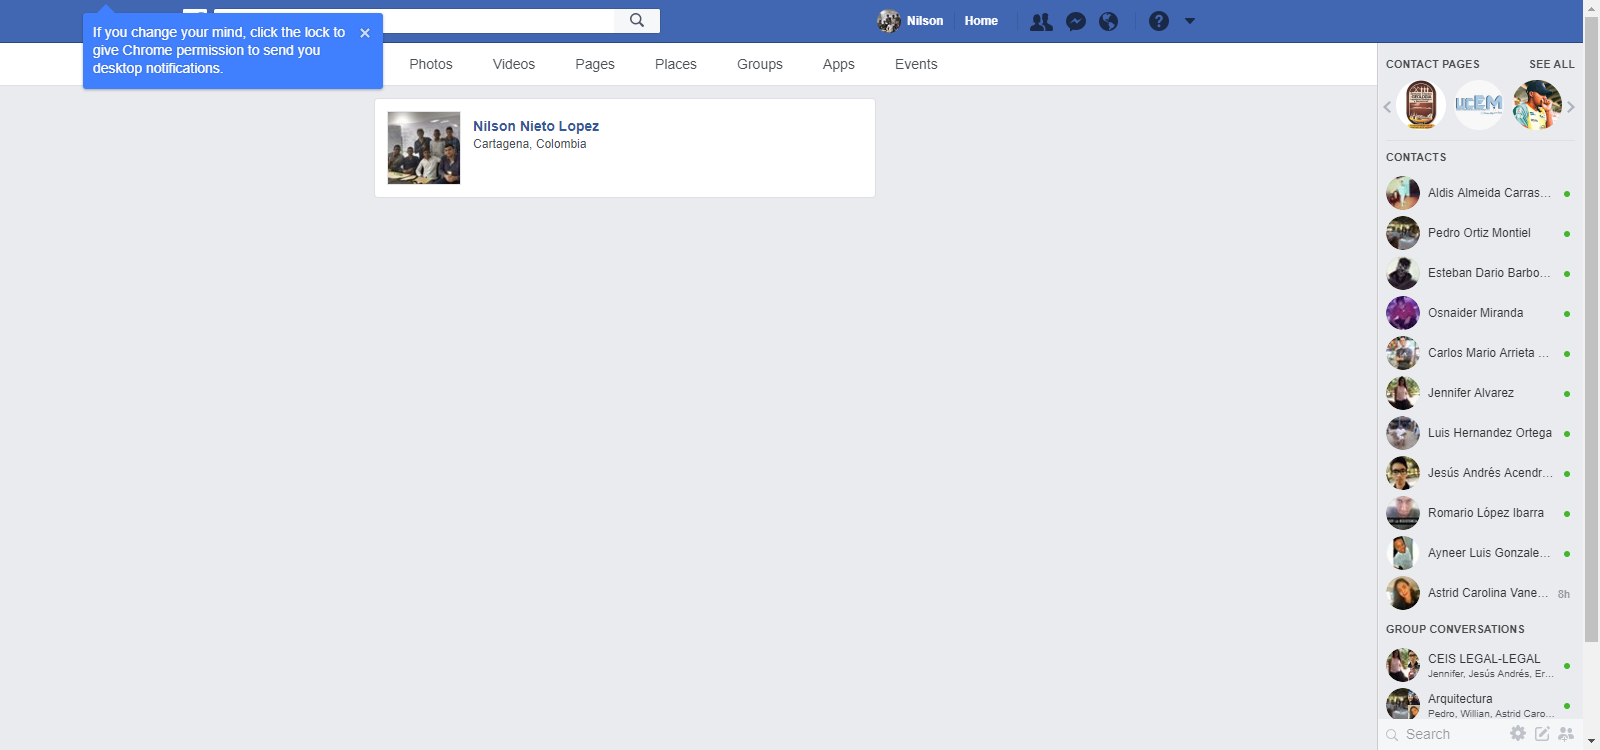 If you change your mind, click the lock to
give Chrome permission to send you
desktop notifications.
Nilson
Home
Photos
Videos
Pages
Places
Groups
Apps
Events
Nilson Nieto Lopez
Cartagena, Colombia
CONTACT PAGES
SEE ALL
UCEM
CONTACTS
Aldis Almeida Carras...
Pedro Ortiz Montiel
Esteban Dario Barbo...
Osnaider Miranda
Carlos Mario Arrieta ...
Jennifer Alvarez
Luis Hernandez Ortega
Jesús Andrés Acendr...
Romario López Ibarra
Ayneer Luis Gonzale...
Astrid Carolina Vane...
8h
GROUP CONVERSATIONS
CEIS LEGAL-LEGAL
Jennifer, Jesús Andrés, Er...
Arquitectura
Pedro, Willian, Astrid Caro...
Search